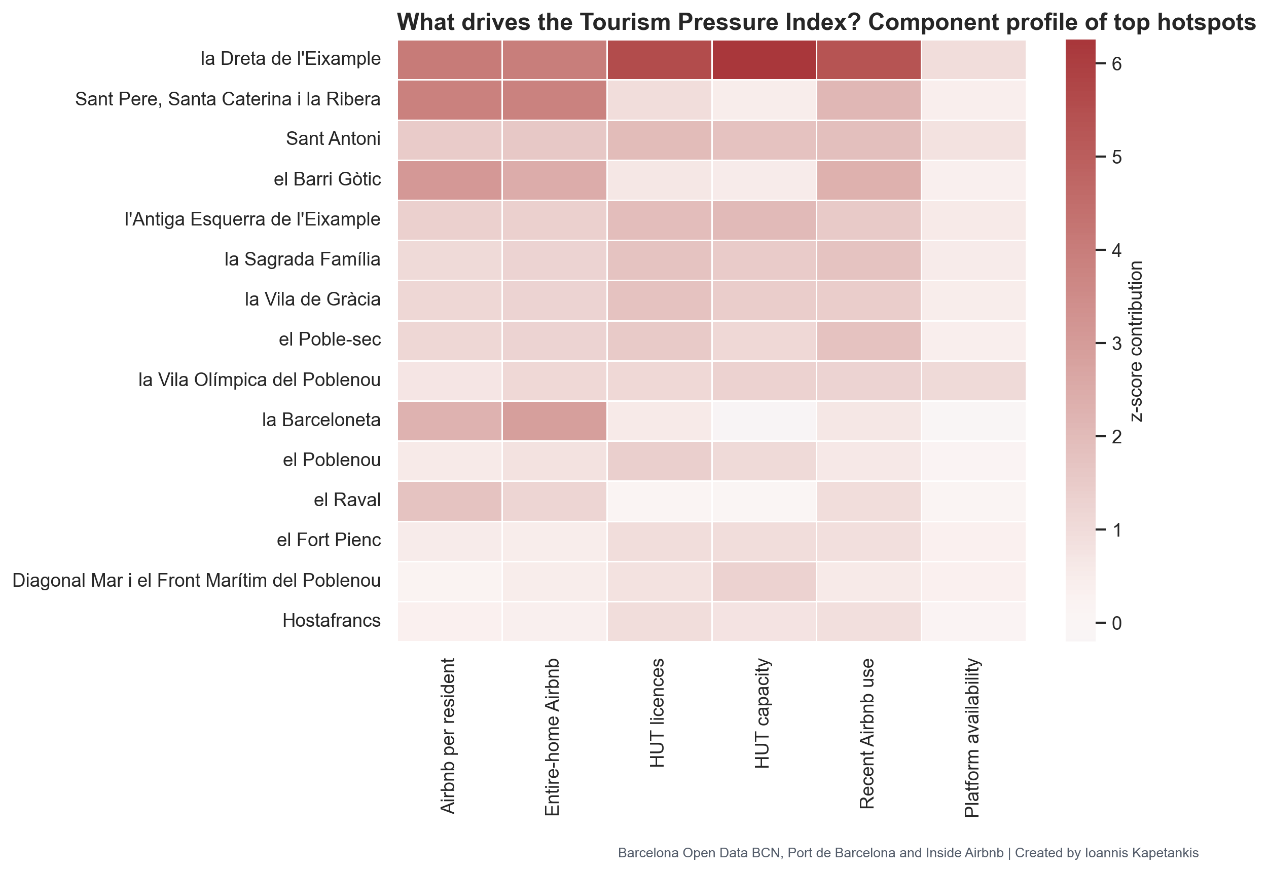 What drives the Tourism Pressure Index? Component profile of top hotspots
la Dreta de l'Eixample
Sant Pere, Santa Caterina i la Ribera
Sant Antoni
el Barri Gòtic
l'Antiga Esquerra de l'Eixample
la Sagrada Família
la Vila de Gràcia
el Poble-sec
la Vila Olímpica del Poblenou
la Barceloneta
el Poblenou
el Raval
el Fort Pienc
Diagonal Mar i el Front Marítim del Poblenou
Hostafrancs
Airbnb per resident
Entire-home Airbnb
HUT licences
HUT capacity
Recent Airbnb use
Platform availability
6
5
4
3
2
1
0
z-score contribution
Barcelona Open Data BCN, Port de Barcelona and Inside Airbnb | Created by Ioannis Kapetankis